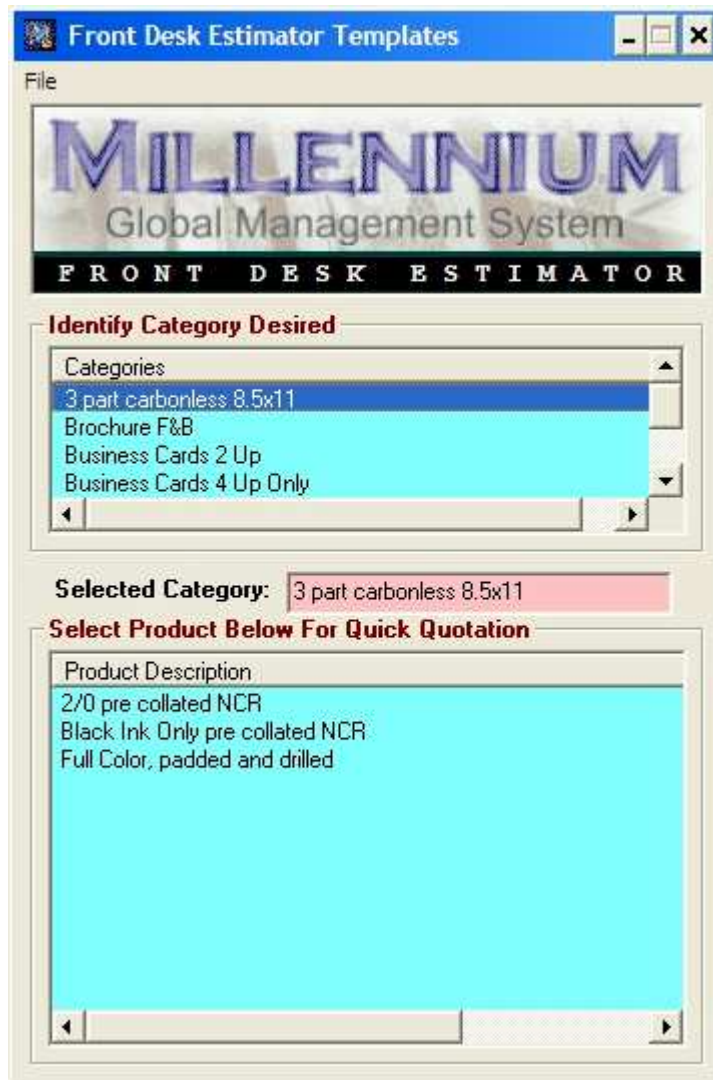 Front Desk Estimator Templates
File
MILLENNIUM
Global Management System
FRONT DESK ESTIMATOR
Identify Category Desired
Categories
3 part carbonless 8.5x11
Brochure F&B
Business Cards 2 Up
Business Cards 4 Up Only
Selected Category: 3 part carbonless 8.5x11
Select Product Below For Quick Quotation
Product Description
2/0 pre collated NCR
Black Ink Only pre collated NCR
Full Color, padded and drilled